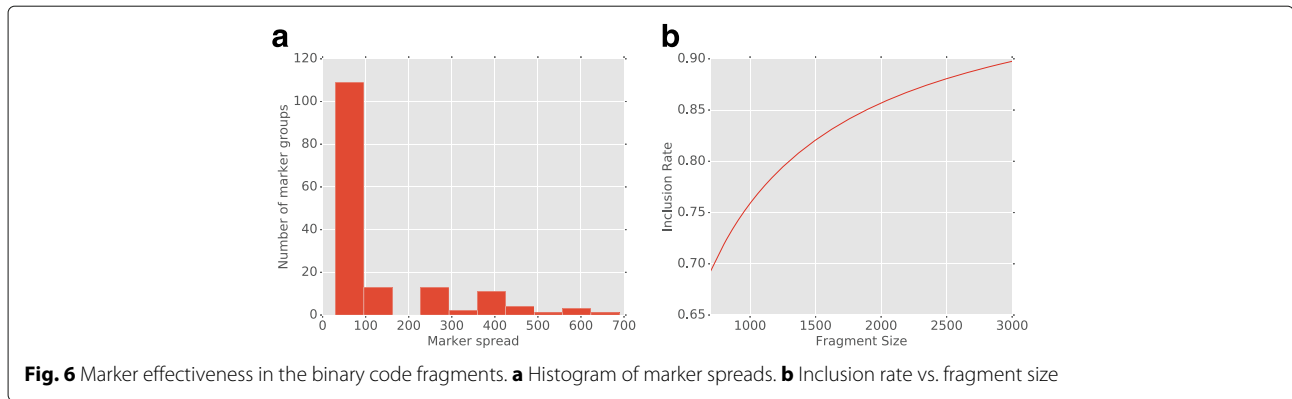 a
120
100
80
60
40
20
0
Number of marker groups
0 100 200 300 400 500 600 700
Marker spread
b
0.90
0.85
0.80
0.75
0.70
0.65
Inclusion Rate
1000 1500 2000 2500 3000
Fragment Size
Fig. 6 Marker effectiveness in the binary code fragments. a Histogram of marker spreads. b Inclusion rate vs. fragment size